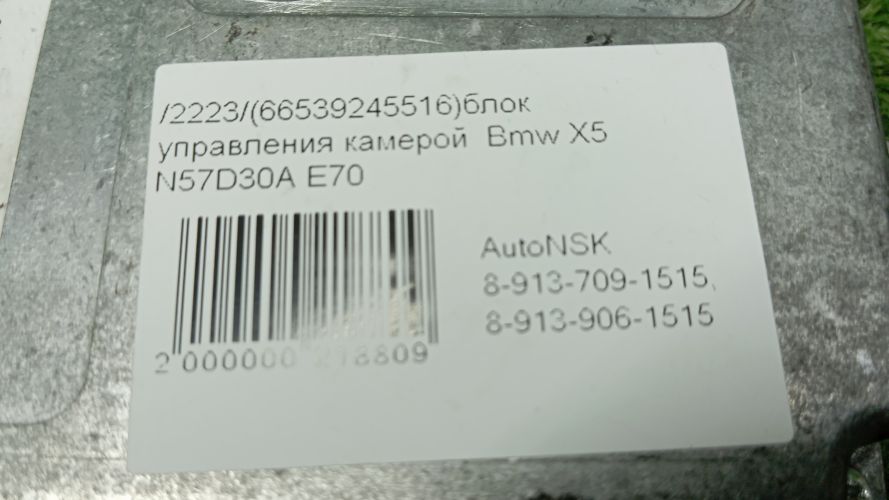 /2223/(66539245516)блок
управления камерой Bmw X5
N57D30A E70
AutoNSK
8-913-709-1515,
8-913-906-1515
2 000000 218809